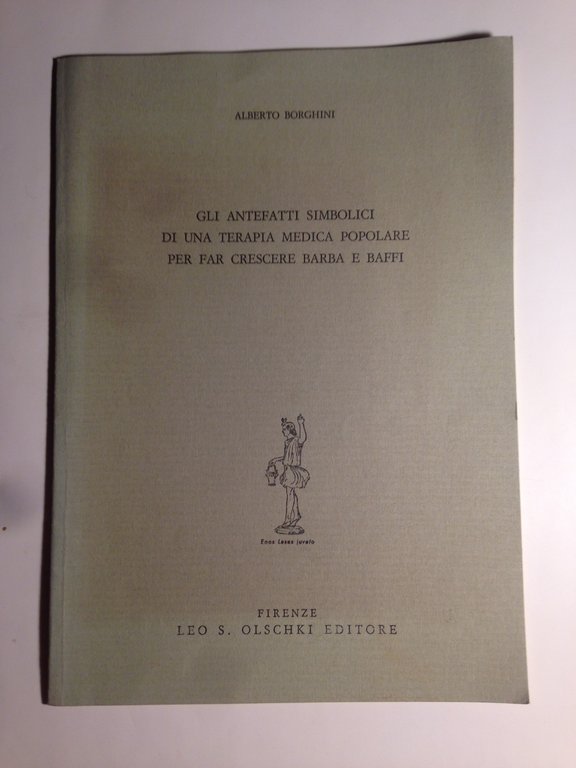 ALBERTO BORGHINI
GLI ANTEFATTI SIMBOLICI
DI UNA TERAPIA MEDICA POPOLARE
PER FAR CRESCERE BARBA E BAFFI
Enos Lases juvato
FIRENZE
LEO S. OLSCHKI EDITORE